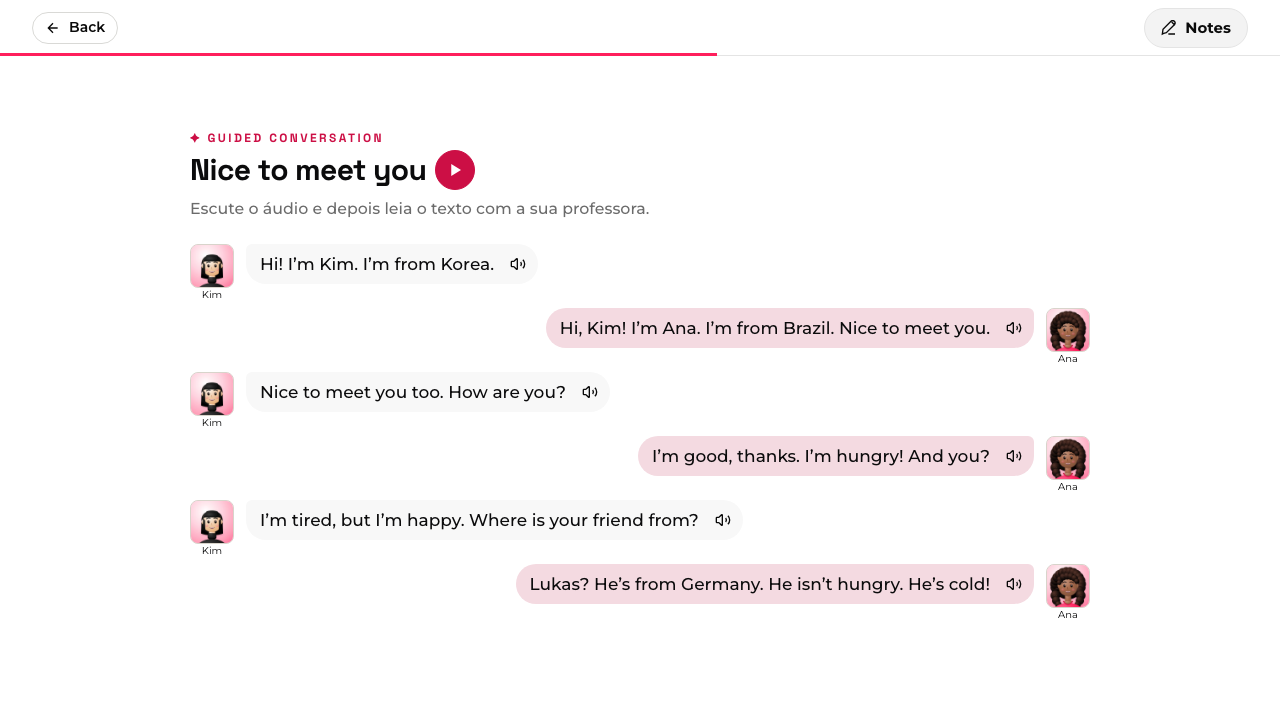 Back
Notes
GUIDED CONVERSATION
Nice to meet you
Escute o áudio e depois leia o texto com a sua professora.
Hi! I’m Kim. I’m from Korea.
Kim
Hi, Kim! I’m Ana. I’m from Brazil. Nice to meet you.
Ana
Nice to meet you too. How are you?
Kim
I’m good, thanks. I’m hungry! And you?
Ana
I’m tired, but I’m happy. Where is your friend from?
Kim
Lukas? He’s from Germany. He isn’t hungry. He’s cold!
Ana